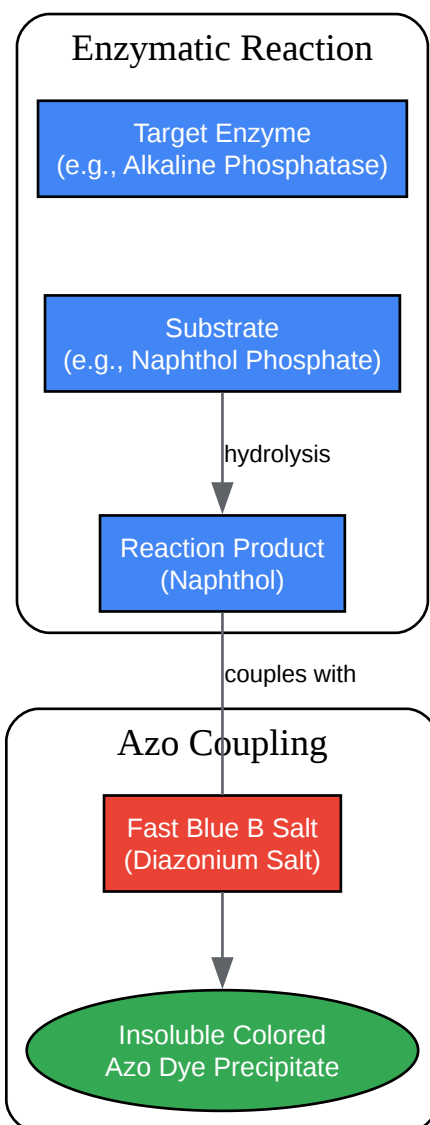 Enzymatic Reaction
Target Enzyme
(e.g., Alkaline Phosphatase)
Substrate
(e.g., Naphthol Phosphate)
hydrolysis
Reaction Product
(Naphthol)
couples with
Azo Coupling
Fast Blue B Salt
(Diazonium Salt)
Insoluble Colored
Azo Dye Precipitate